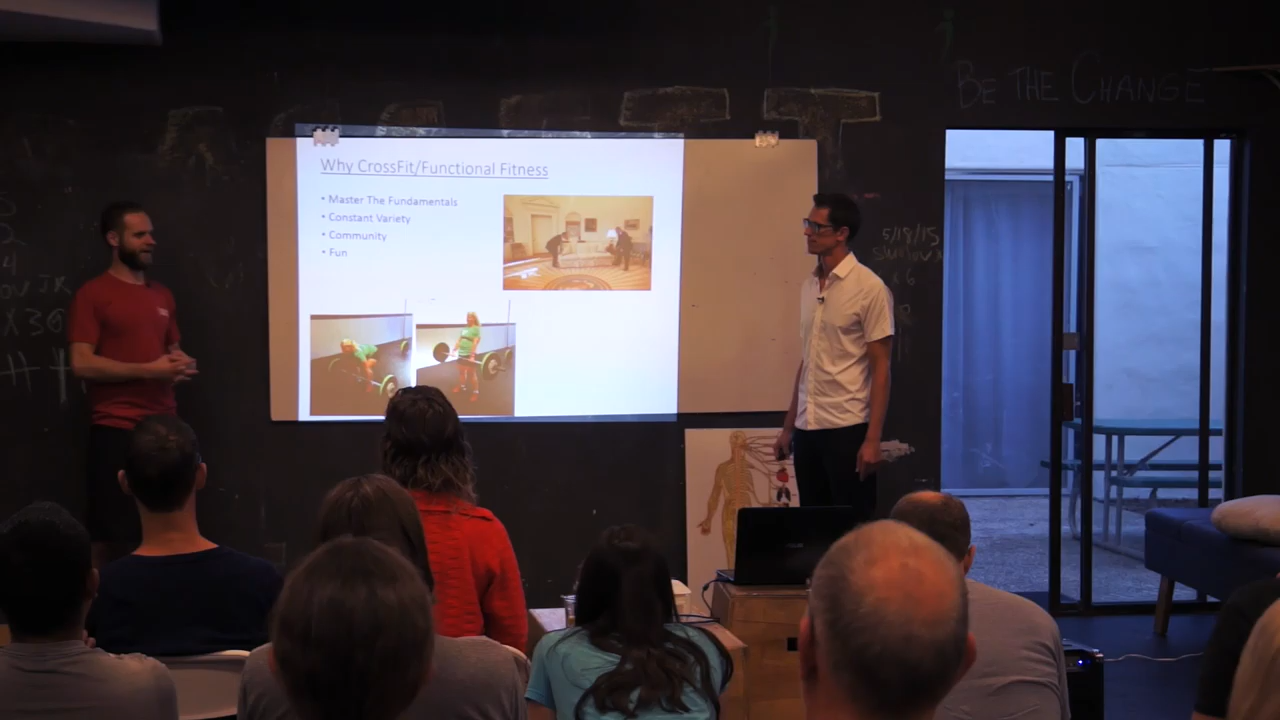 BE THE CHANGE
Why CrossFit/Functional Fitness
• Master The Fundamentals
• Constant Variety
• Community
• Fun
5/18/15